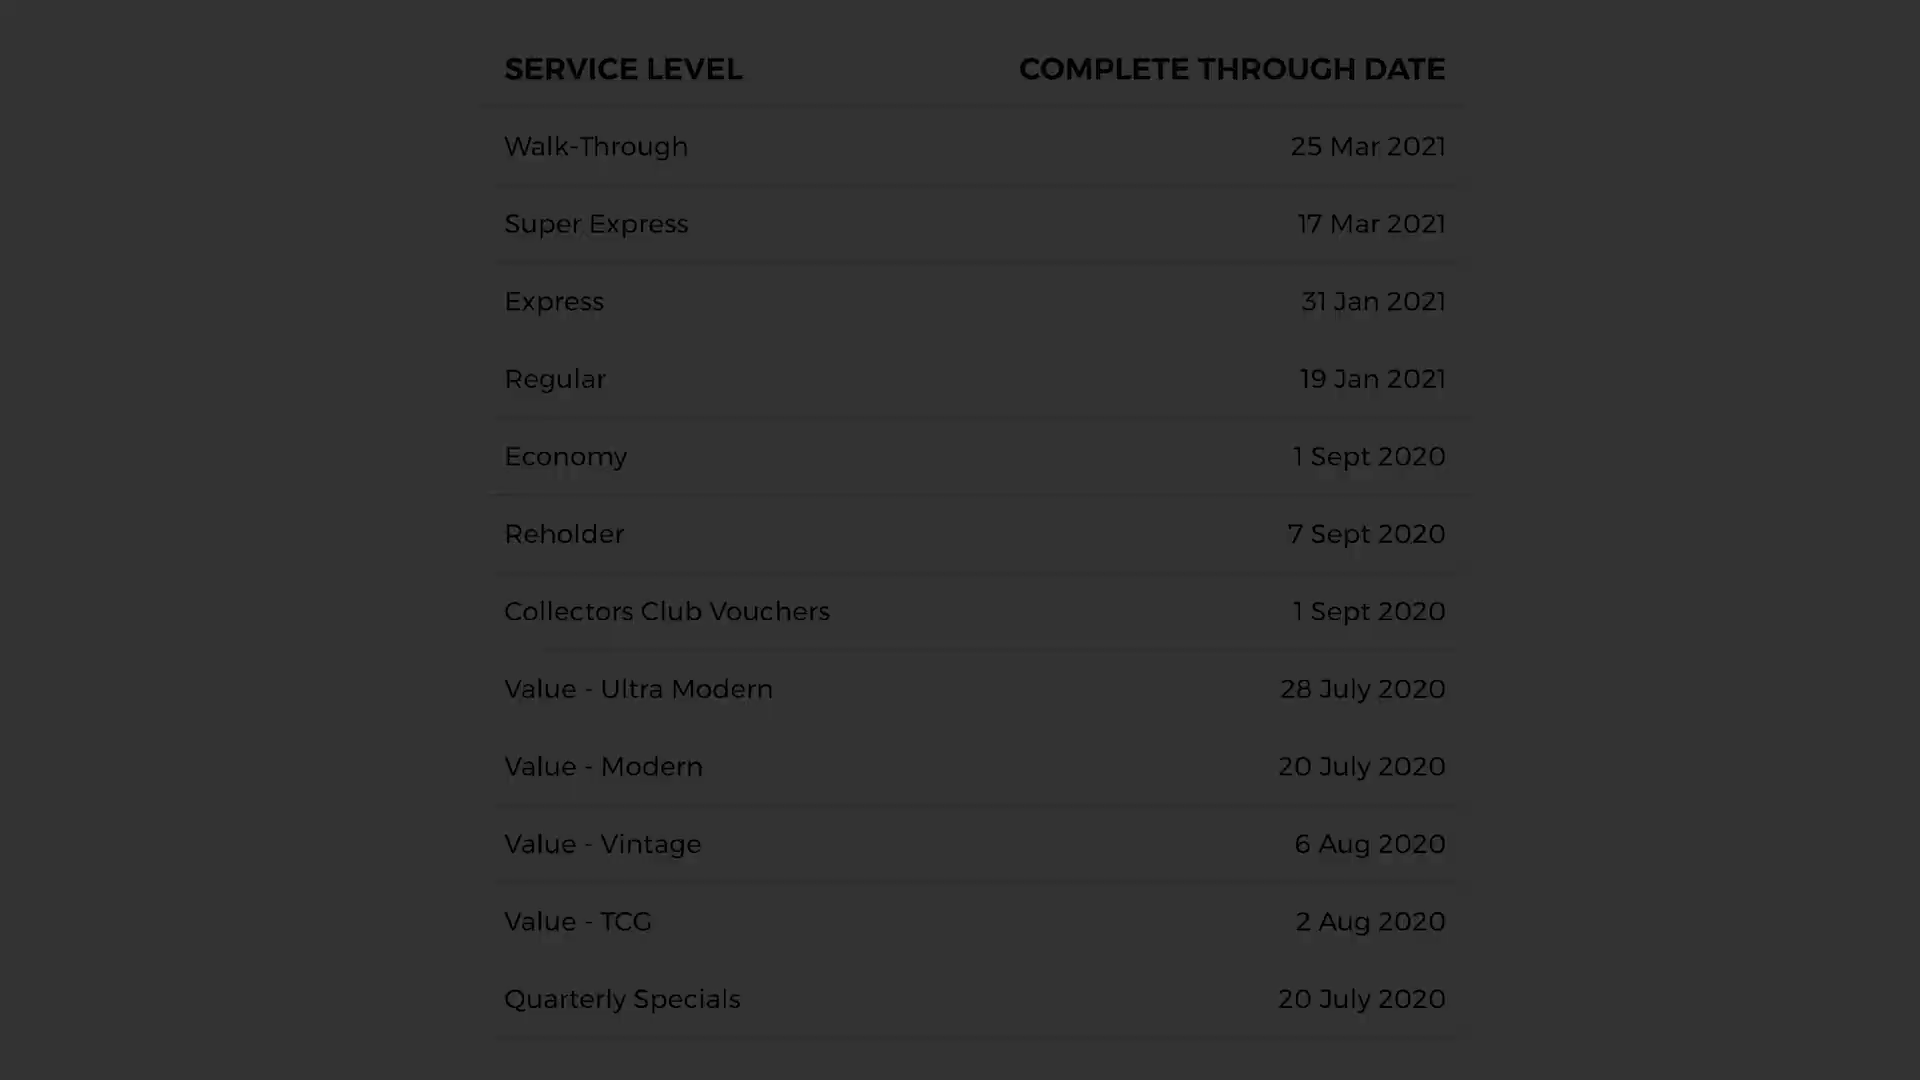 SERVICE LEVEL COMPLETE THROUGH DATE
Walk-Through 25 Mar 2021
Super Express 17 Mar 2021
Express 31 Jan 2021
Regular 19 Jan 2021
Economy 1 Sept 2020
Reholder 7 Sept 2020
Collectors Club Vouchers 1 Sept 2020
Value - Ultra Modern 28 July 2020
Value - Modern 20 July 2020
Value - Vintage 6 Aug 2020
Value - TCG 2 Aug 2020
Quarterly Specials 20 July 2020